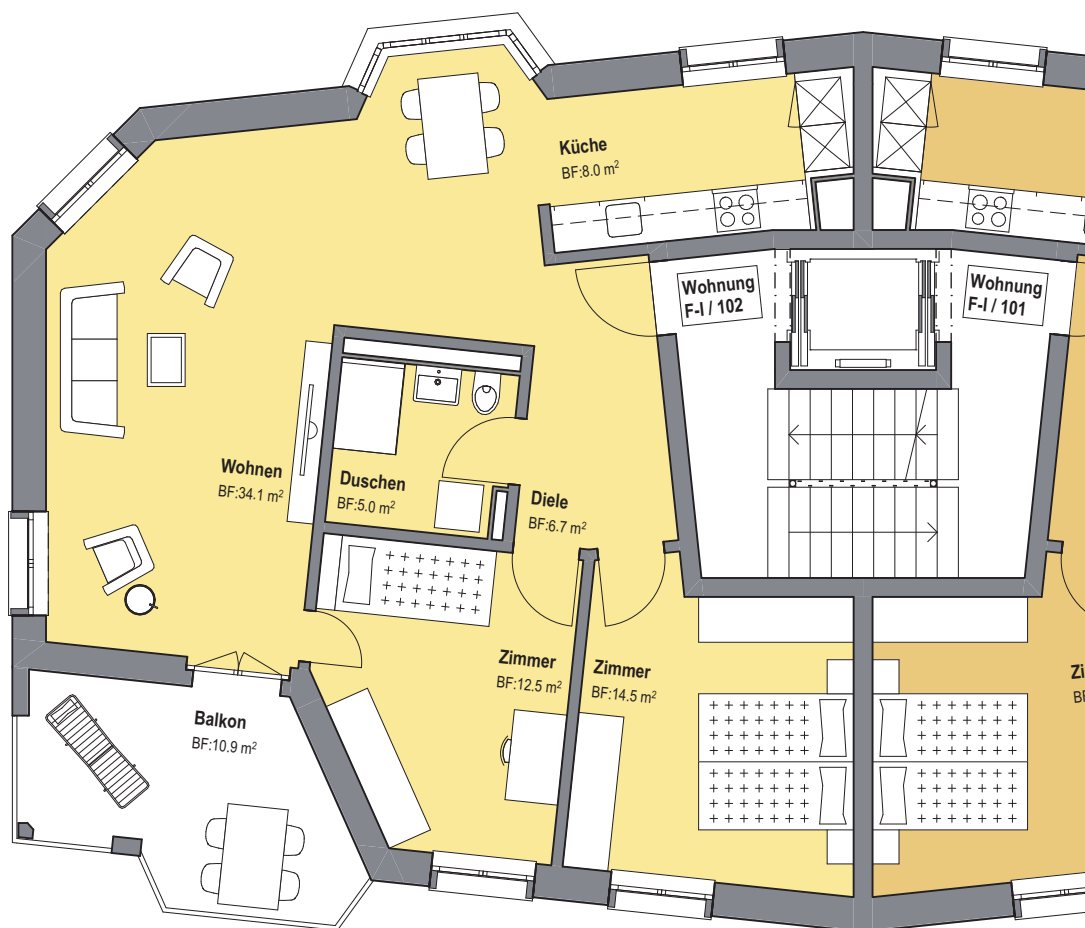 Küche
BF:8.0 m²
Wohnung
F-I / 102
Wohnung
F-I / 101
Wohnen
BF:34.1 m²
Duschen
BF:5.0 m²
Diele
BF:6.7 m²
Zimmer
BF:12.5 m²
Zimmer
BF:14.5 m²
Balkon
BF:10.9 m²